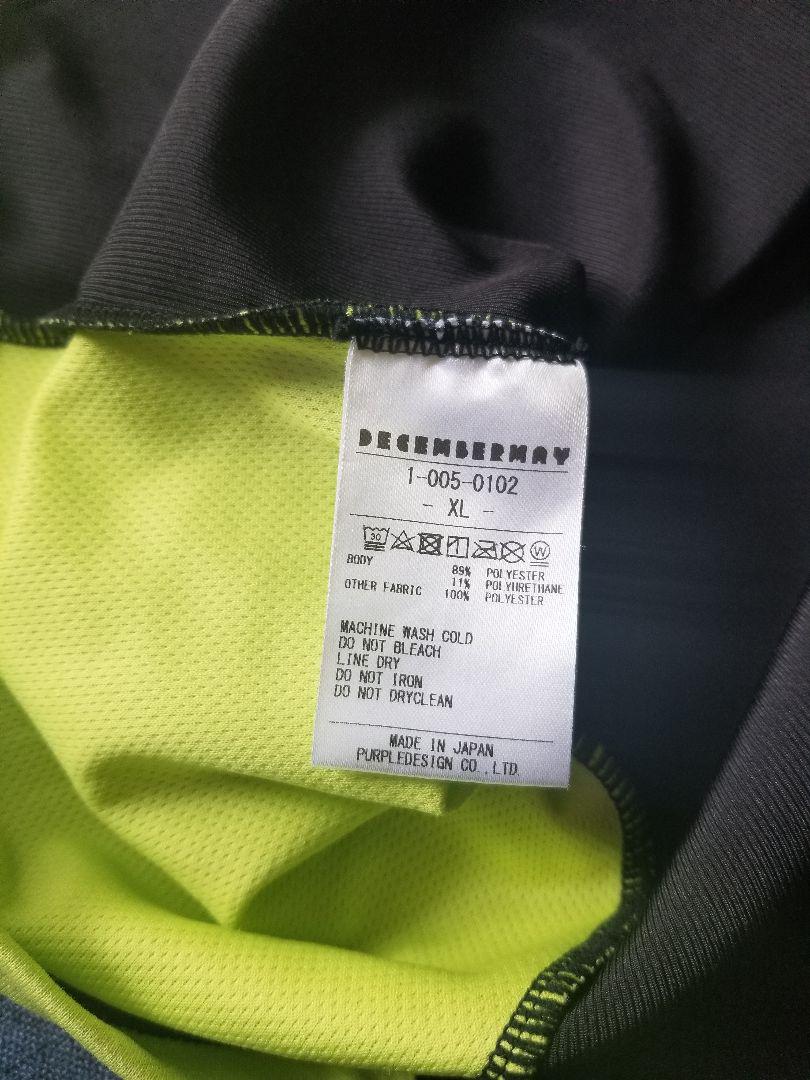 DECEMBERMAY
1-005-0102
- XL -
30 W
BODY 89% POLYESTER
11% POLYURETHANE
OTHER FABRIC 100% POLYESTER
MACHINE WASH COLD
DO NOT BLEACH
LINE DRY
DO NOT IRON
DO NOT DRYCLEAN
MADE IN JAPAN
PURPLEDESIGN CO.,LTD.